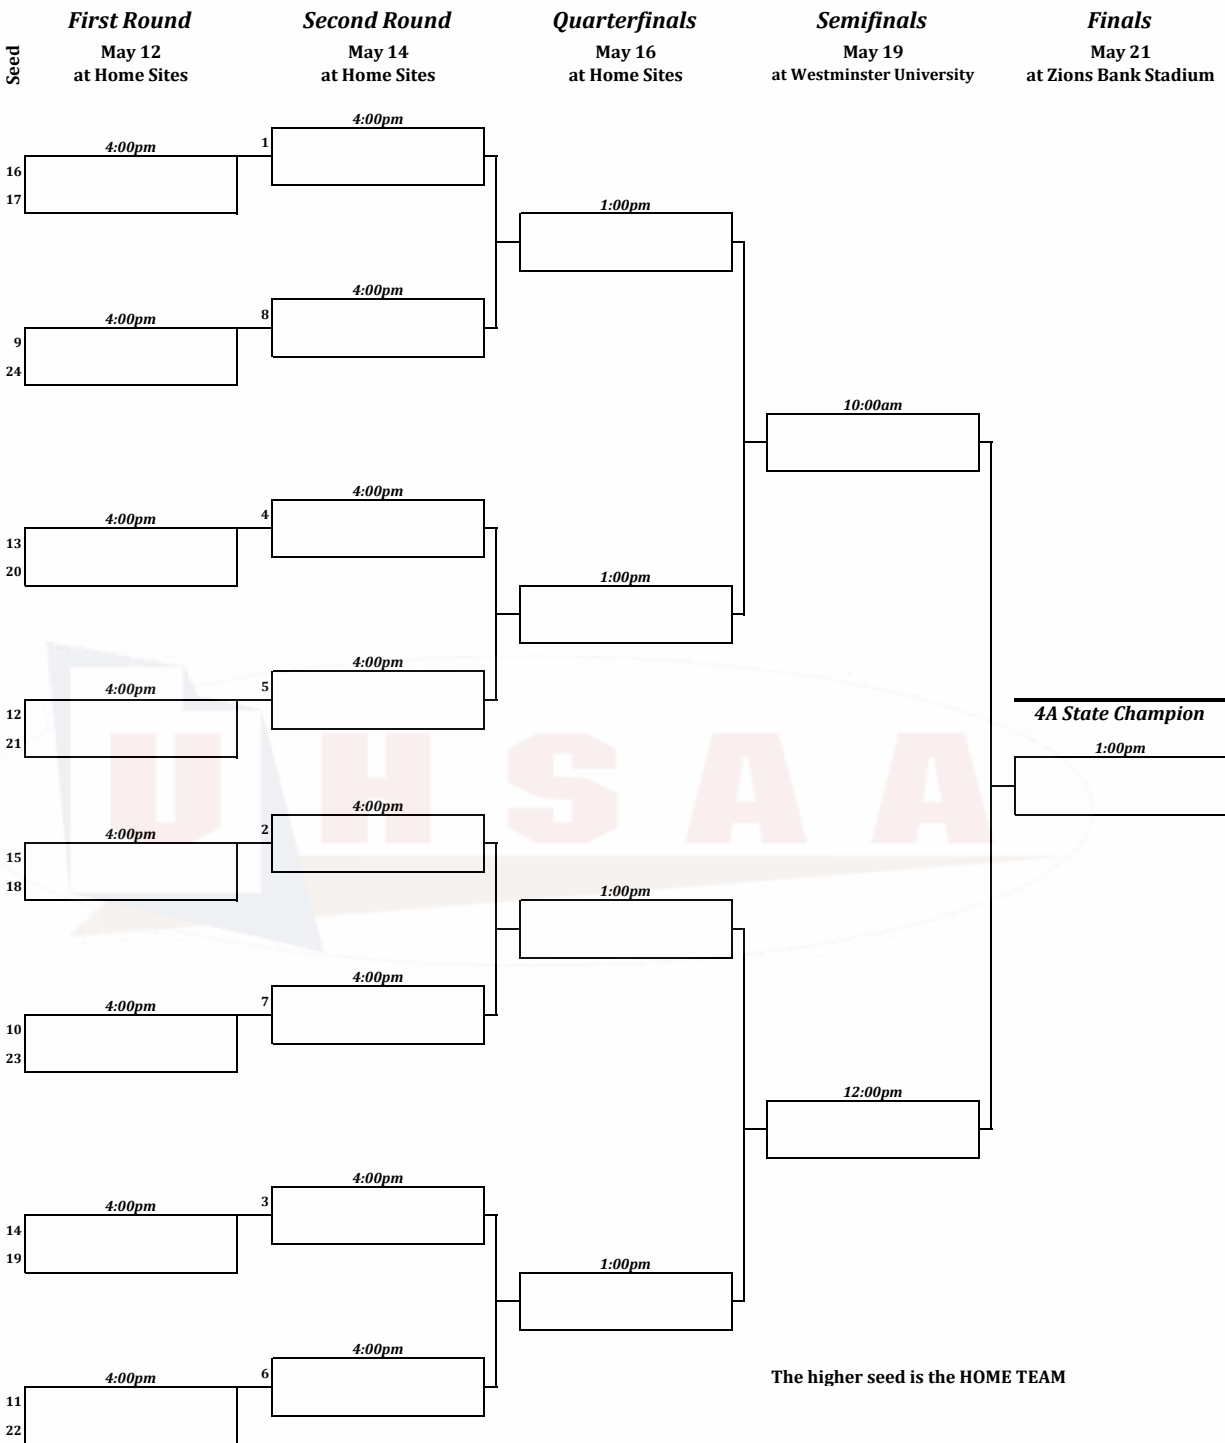 First Round
May 12
at Home Sites
Second Round
May 14
at Home Sites
Quarterfinals
May 16
at Home Sites
Semifinals
May 19
at Westminster University
Finals
May 21
at Zions Bank Stadium
Seed
4:00pm
16
17
4:00pm
9
24
4:00pm
13
20
4:00pm
12
21
4:00pm
15
18
4:00pm
10
23
4:00pm
14
19
4:00pm
11
22
4:00pm
1
4:00pm
8
4:00pm
4
4:00pm
5
4:00pm
2
4:00pm
7
4:00pm
3
4:00pm
6
1:00pm
1:00pm
1:00pm
1:00pm
10:00am
12:00pm
4A State Champion
1:00pm
UHSAA
The higher seed is the HOME TEAM